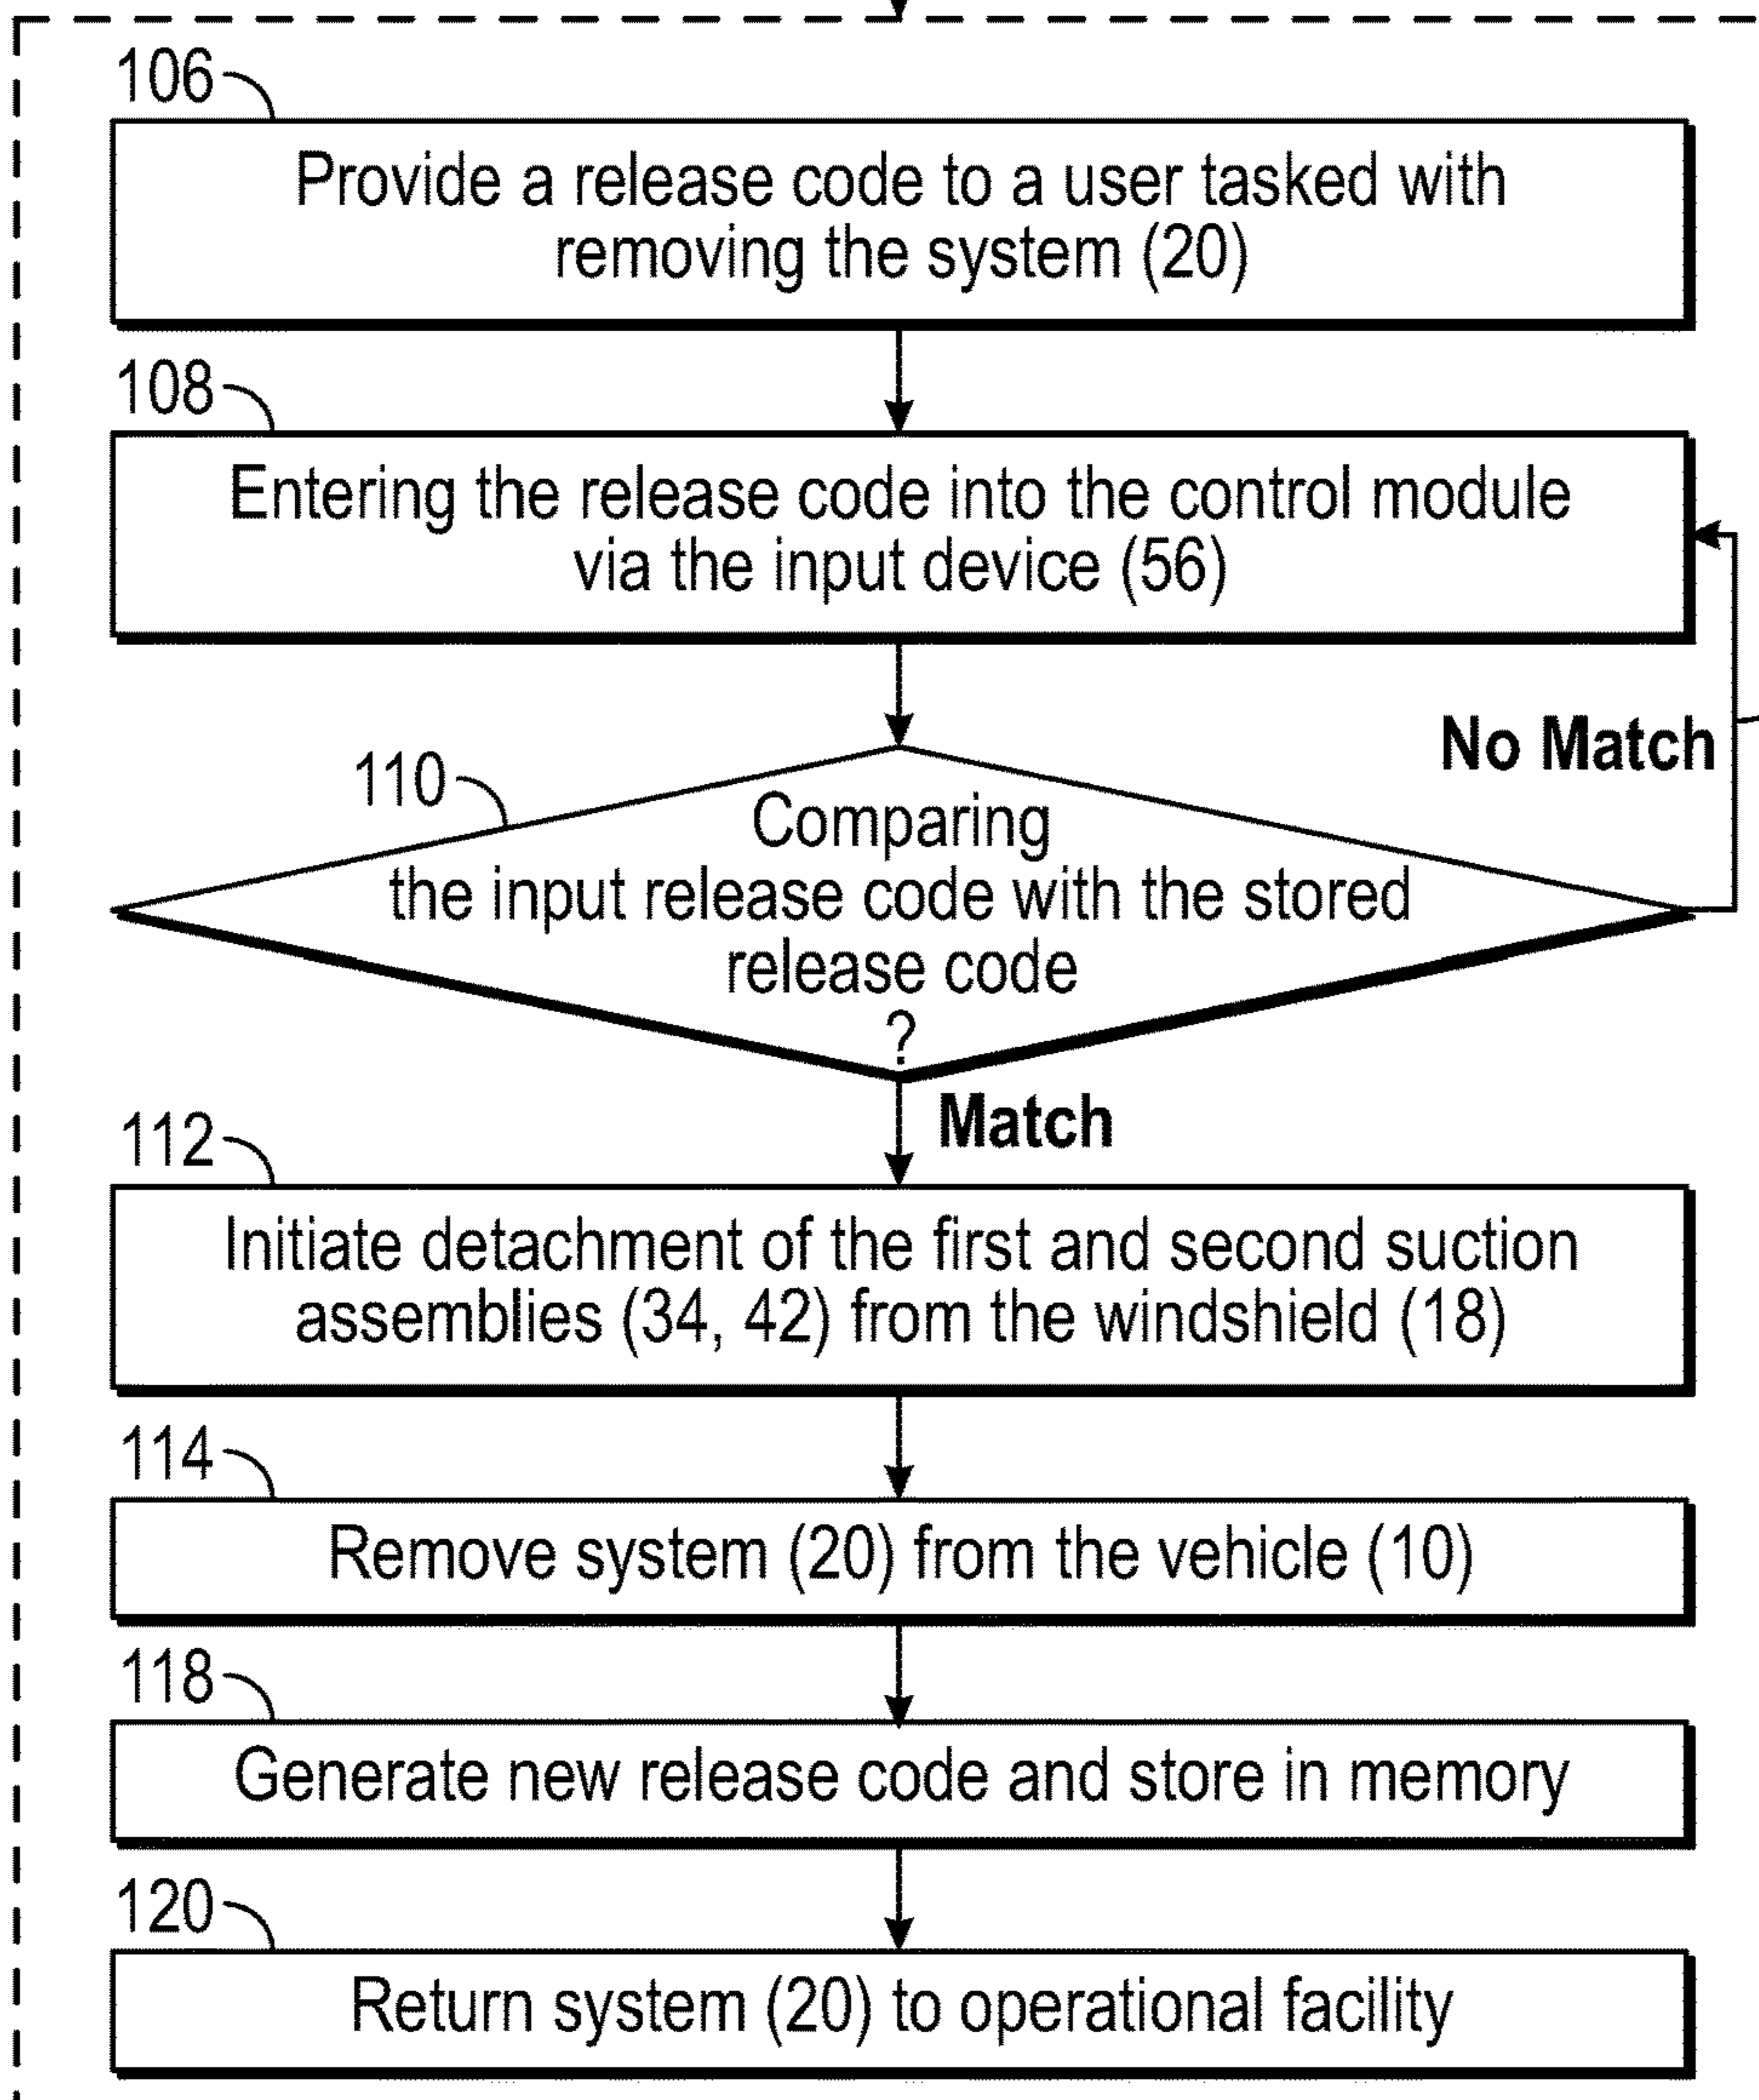 106
Provide a release code to a user tasked with
removing the system (20)
108
Entering the release code into the control module
via the input device (56)
No Match
110
Comparing
the input release code with the stored
release code
?
Match
112
Initiate detachment of the first and second suction
assemblies (34, 42) from the windshield (18)
114
Remove system (20) from the vehicle (10)
118
Generate new release code and store in memory
120
Return system (20) to operational facility